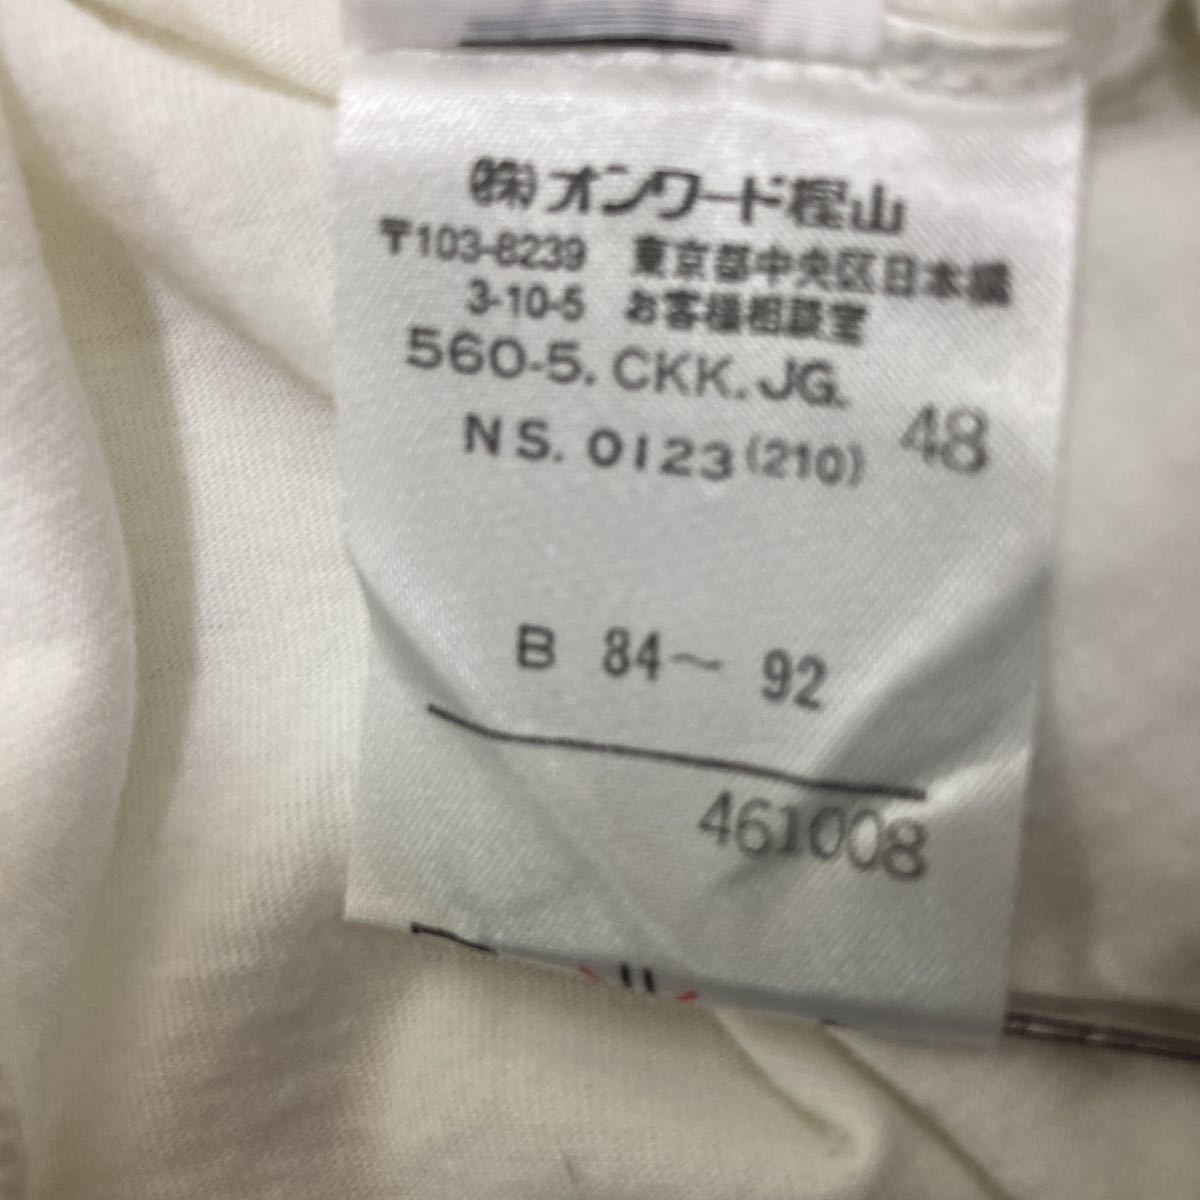 (株)オンワード樫山
〒103-8239 東京都中央区日本橋
3-10-5 お客様相談室
560-5. CKK. JG.
NS. 0123 (210) 48
B 84～92
461008